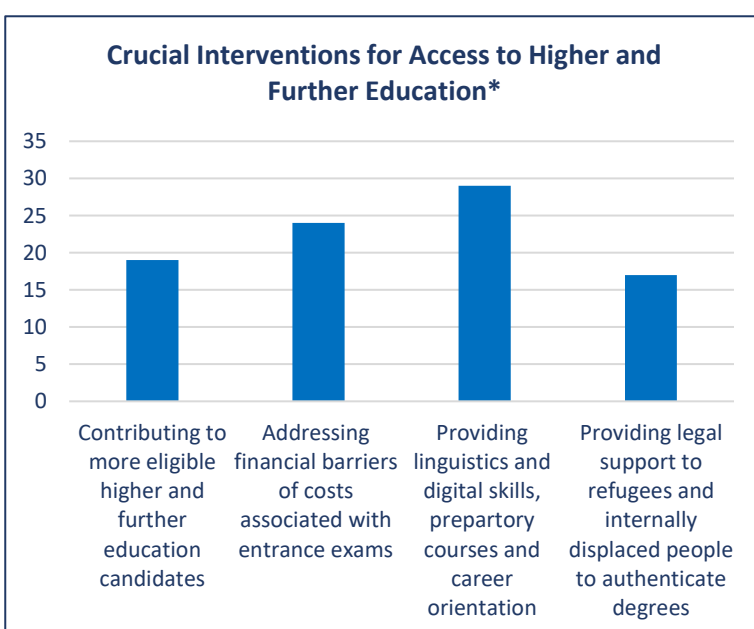 Crucial Interventions for Access to Higher and
Further Education*
35
30
25
20
15
10
5
0
Contributing to
more eligible
higher and
further
education
candidates
Addressing
financial barriers
of costs
associated with
entrance exams
Providing
linguistics and
digital skills,
prepartory
courses and
career
orientation
Providing legal
support to
refugees and
internally
displaced people
to authenticate
degrees